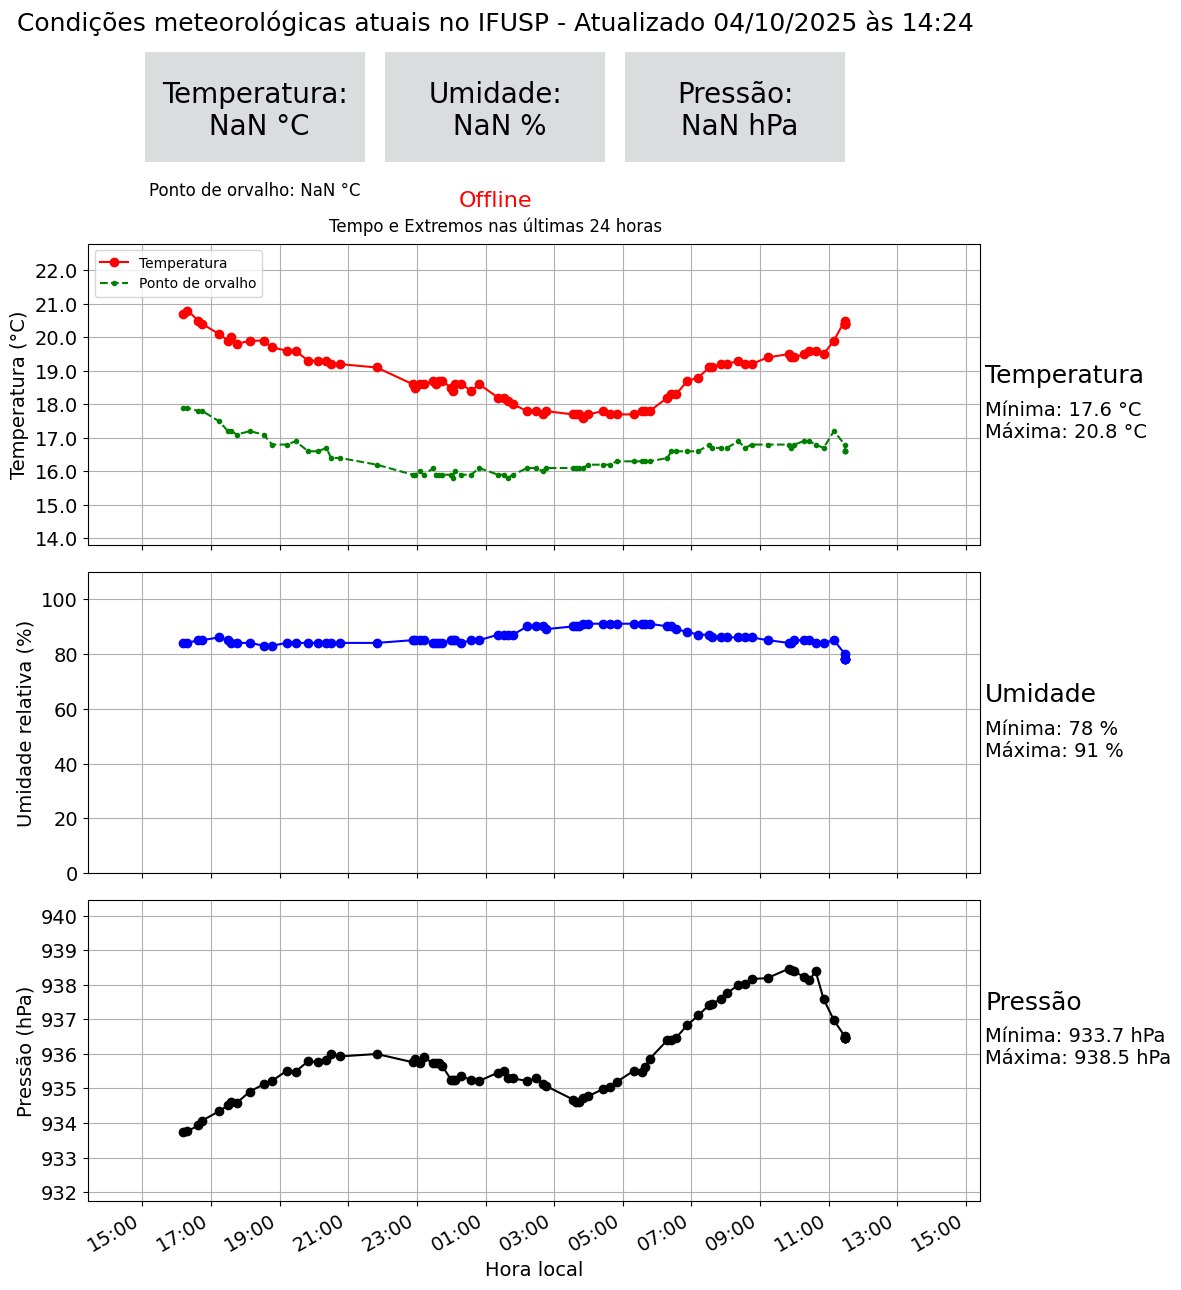 Condições meteorológicas atuais no IFUSP - Atualizado 04/10/2025 às 14:24
Temperatura:
NaN °C
Umidade:
NaN %
Pressão:
NaN hPa
Ponto de orvalho: NaN °C
Offline
Tempo e Extremos nas últimas 24 horas
Temperatura
Ponto de orvalho
Temperatura (°C)
22.0
21.0
20.0
19.0
18.0
17.0
16.0
15.0
14.0
Temperatura
Mínima: 17.6 °C
Máxima: 20.8 °C
Umidade relativa (%)
100
80
60
40
20
0
Umidade
Mínima: 78 %
Máxima: 91 %
Pressão (hPa)
940
939
938
937
936
935
934
933
932
Pressão
Mínima: 933.7 hPa
Máxima: 938.5 hPa
15:00
17:00
19:00
21:00
23:00
01:00
03:00
05:00
07:00
09:00
11:00
13:00
15:00
Hora local